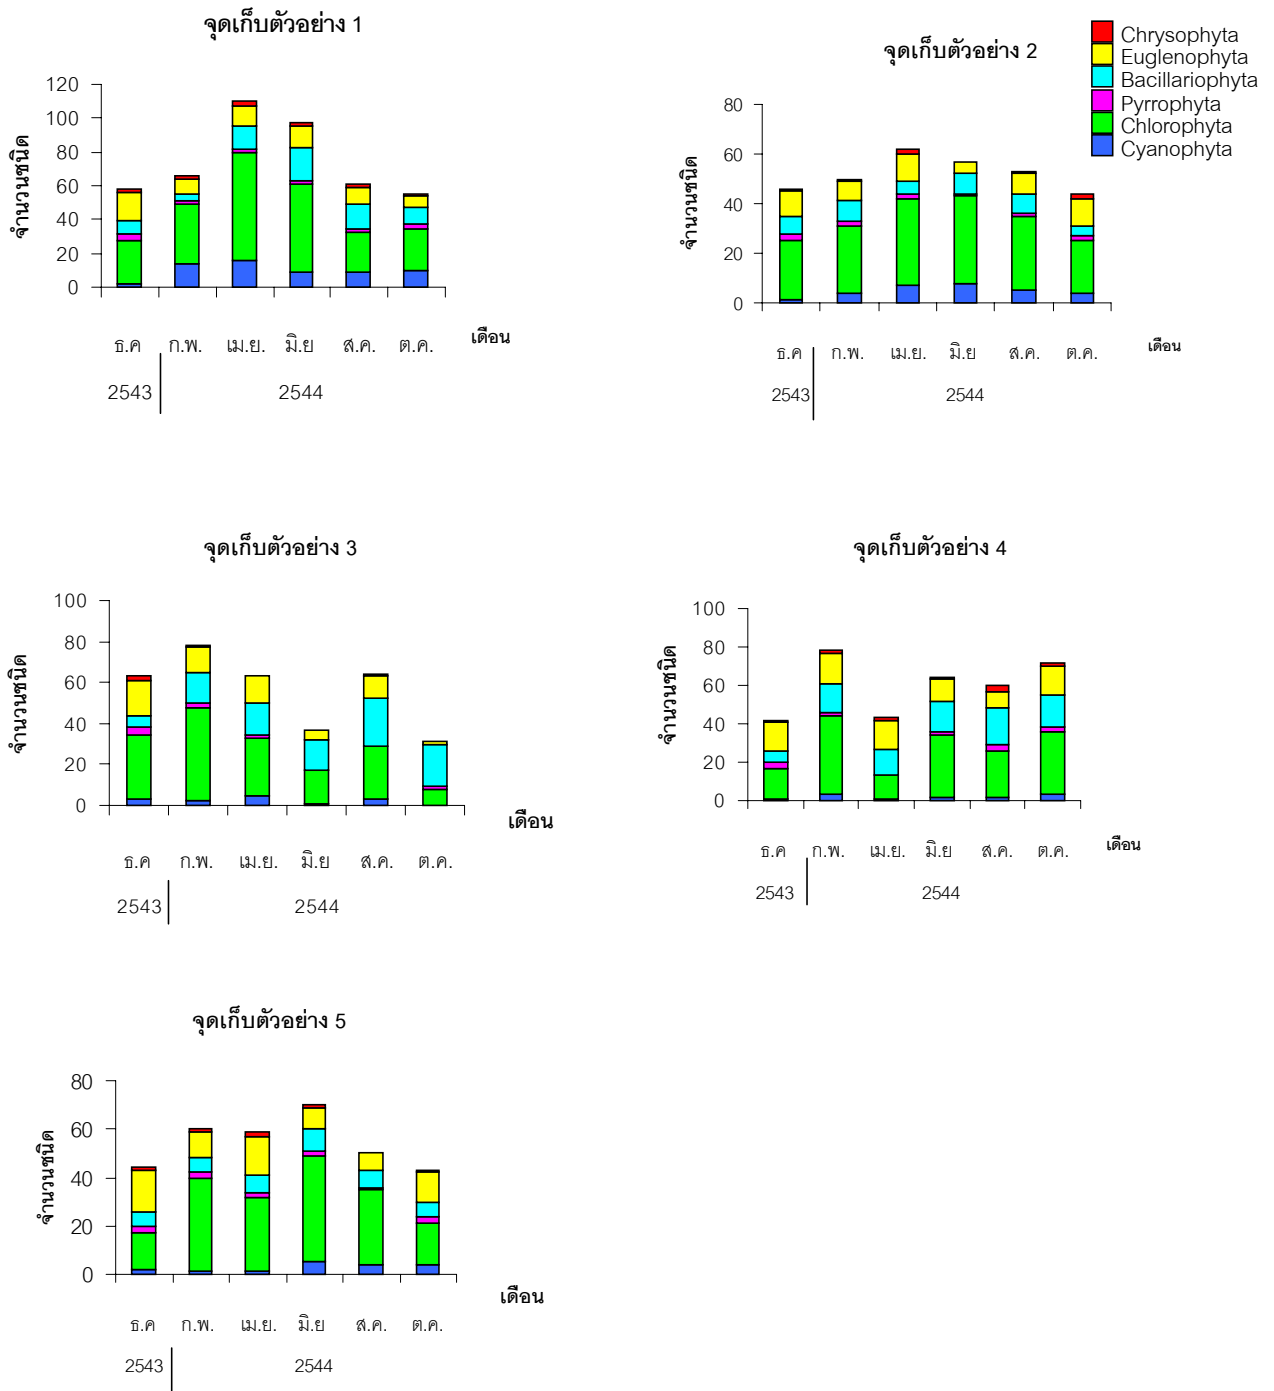 จุดเก็บตัวอย่าง 1
จำนวนชนิด
120
100
80
60
40
20
0
ธ.ค ก.พ. เม.ย. มิ.ย ส.ค. ต.ค.
เดือน
2543 2544
จุดเก็บตัวอย่าง 2
Chrysophyta
Euglenophyta
Bacillariophyta
Pyrrophyta
Chlorophyta
Cyanophyta
จำนวนชนิด
80
60
40
20
0
ธ.ค ก.พ. เม.ย. มิ.ย ส.ค. ต.ค.
เดือน
2543 2544
จุดเก็บตัวอย่าง 3
จำนวนชนิด
100
80
60
40
20
0
เดือน
ธ.ค ก.พ. เม.ย. มิ.ย ส.ค. ต.ค.
2543 2544
จุดเก็บตัวอย่าง 4
จำนวนชนิด
100
80
60
40
20
0
ธ.ค ก.พ. เม.ย. มิ.ย ส.ค. ต.ค.
เดือน
2543 2544
จุดเก็บตัวอย่าง 5
จำนวนชนิด
80
60
40
20
0
เดือน
ธ.ค ก.พ. เม.ย. มิ.ย ส.ค. ต.ค.
2543 2544